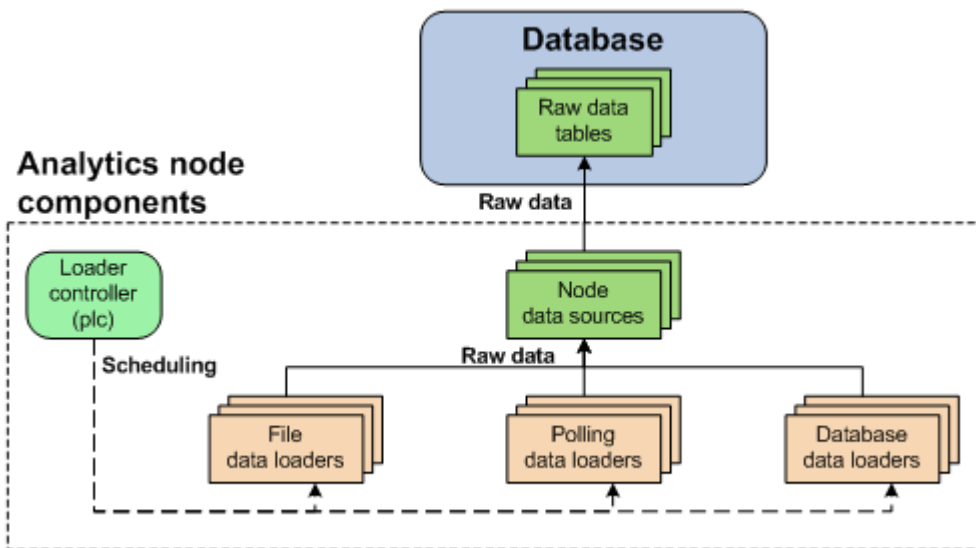 Database
Raw data
tables
Analytics node
components
Raw data
Loader
controller
(plc)
Node
data sources
Scheduling
Raw data
File
data loaders
Polling
data loaders
Database
data loaders